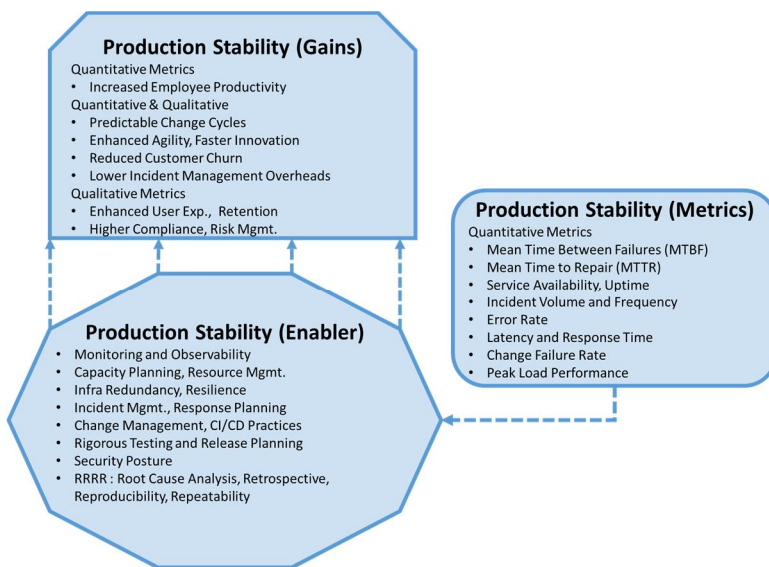 Production Stability (Gains)
Quantitative Metrics
• Increased Employee Productivity
Quantitative & Qualitative
• Predictable Change Cycles
• Enhanced Agility, Faster Innovation
• Reduced Customer Churn
• Lower Incident Management Overheads
Qualitative Metrics
• Enhanced User Exp., Retention
• Higher Compliance, Risk Mgmt.
Production Stability (Metrics)
Quantitative Metrics
• Mean Time Between Failures (MTBF)
• Mean Time to Repair (MTTR)
• Service Availability, Uptime
• Incident Volume and Frequency
• Error Rate
• Latency and Response Time
• Change Failure Rate
• Peak Load Performance
Production Stability (Enabler)
• Monitoring and Observability
• Capacity Planning, Resource Mgmt.
• Infra Redundancy, Resilience
• Incident Mgmt., Response Planning
• Change Management, CI/CD Practices
• Rigorous Testing and Release Planning
• Security Posture
• RRRR : Root Cause Analysis, Retrospective,
Reproducibility, Repeatability